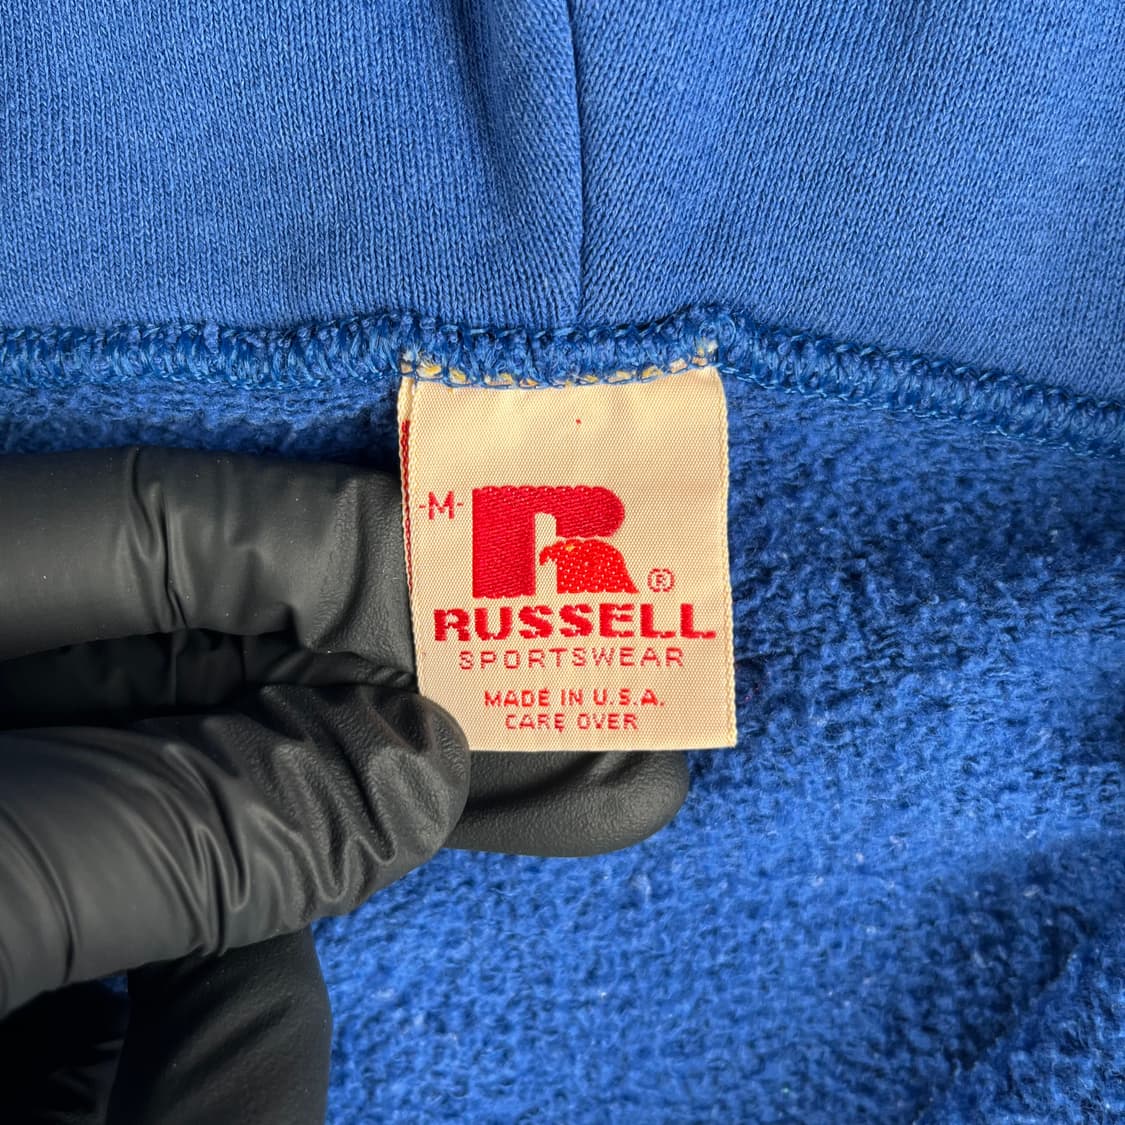 -M-
R
®
RUSSELL
SPORTSWEAR
MADE IN U.S.A.
CARE OVER